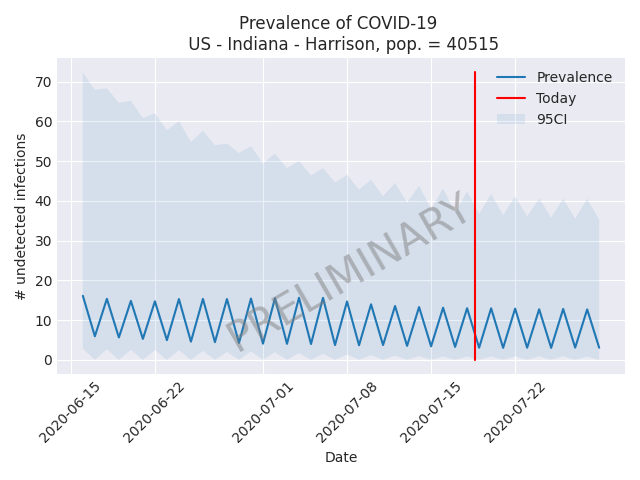 Prevalence of COVID-19
US - Indiana - Harrison, pop. = 40515
70
60
50
40
30
20
10
0
# undetected infections
Prevalence
Today
95CI
PRELIMINARY
2020-06-15
2020-06-22
2020-07-01
2020-07-08
2020-07-15
2020-07-22
Date